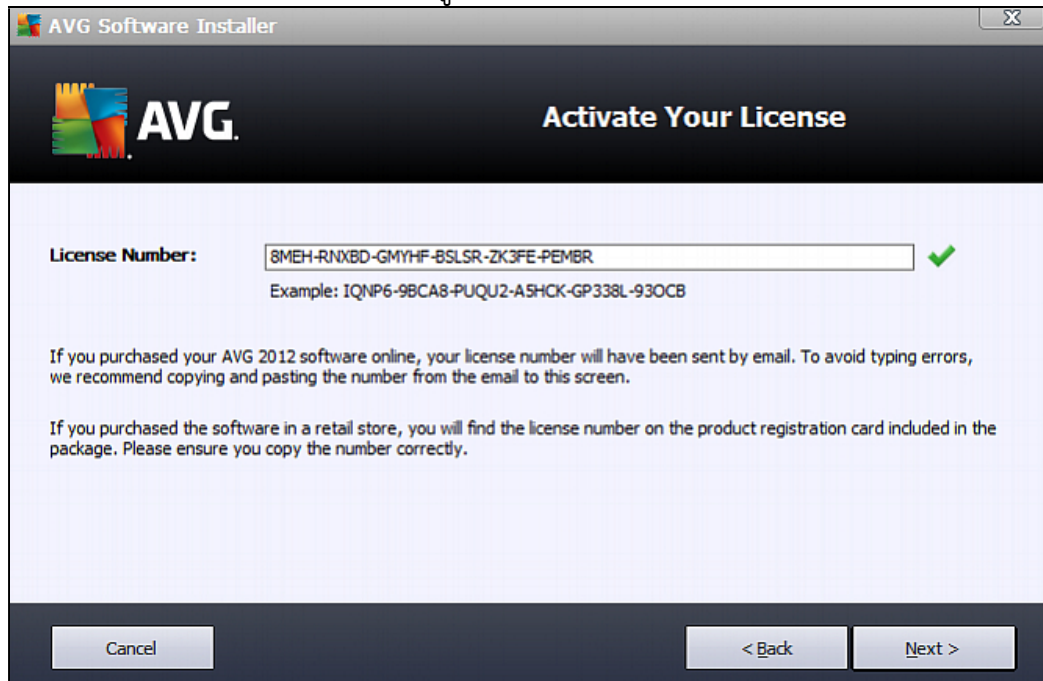 AVG Software Installer
AVG.
Activate Your License
License Number:
8MEH-RNXBD-GMYHF-BSLSR-ZK3FE-PEMBR
Example: IQNP6-9BCA8-PUQU2-A5HCK-GP338L-93OCB
If you purchased your AVG 2012 software online, your license number will have been sent by email. To avoid typing errors,
we recommend copying and pasting the number from the email to this screen.
If you purchased the software in a retail store, you will find the license number on the product registration card included in the
package. Please ensure you copy the number correctly.
Cancel
< Back
Next >